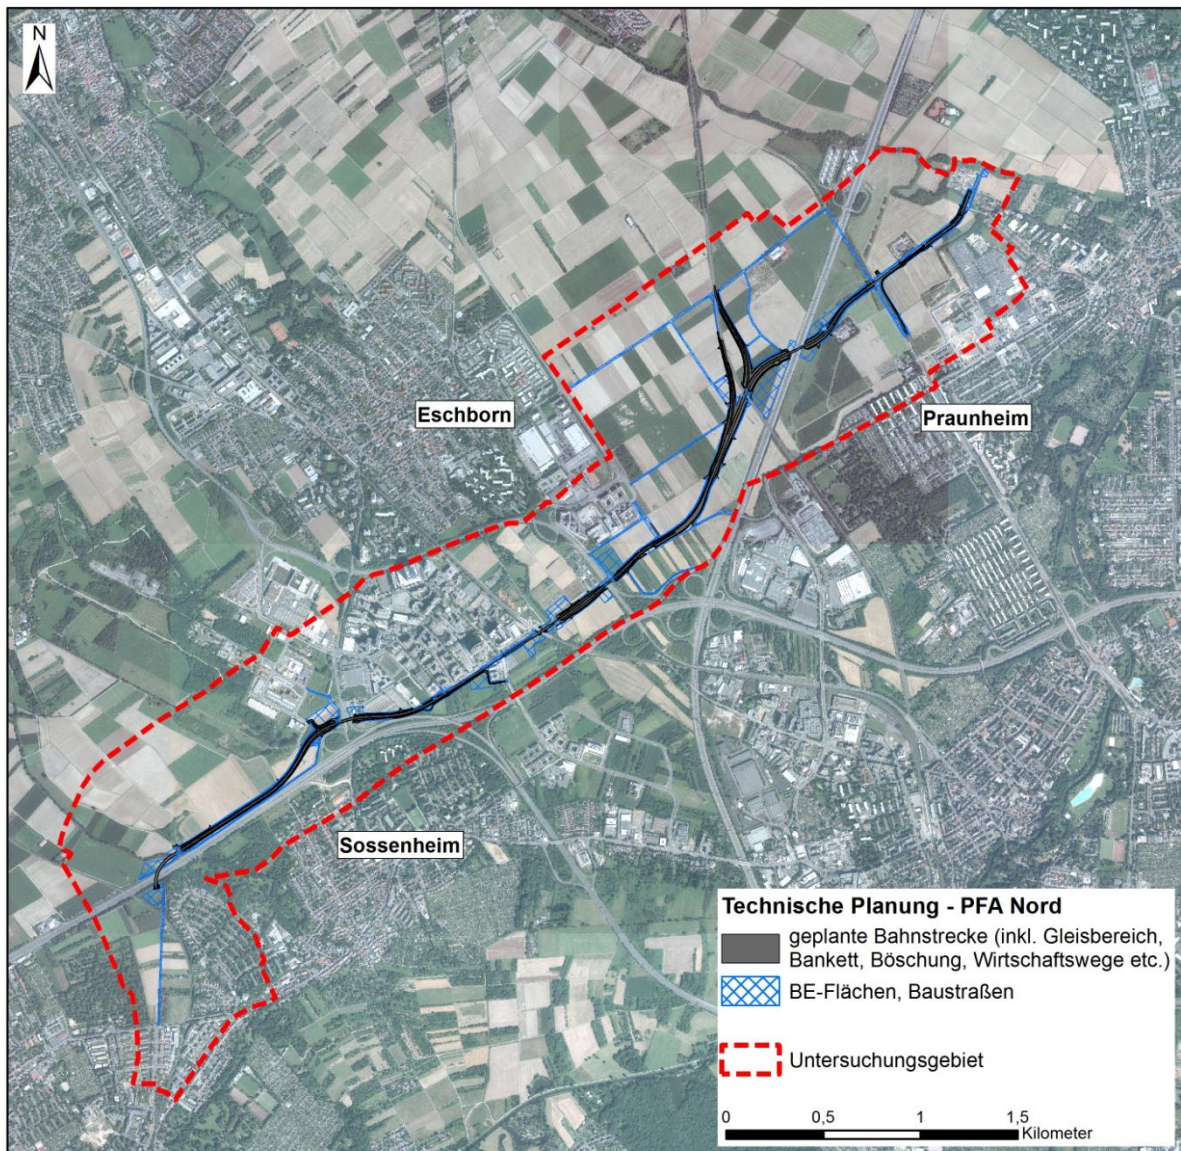 N
Eschborn
Praunheim
Sossenheim
Technische Planung - PFA Nord
geplante Bahnstrecke (inkl. Gleisbereich,
Bankett, Böschung, Wirtschaftswege etc.)
BE-Flächen, Baustraßen
Untersuchungsgebiet
0 0,5 1 1,5
Kilometer